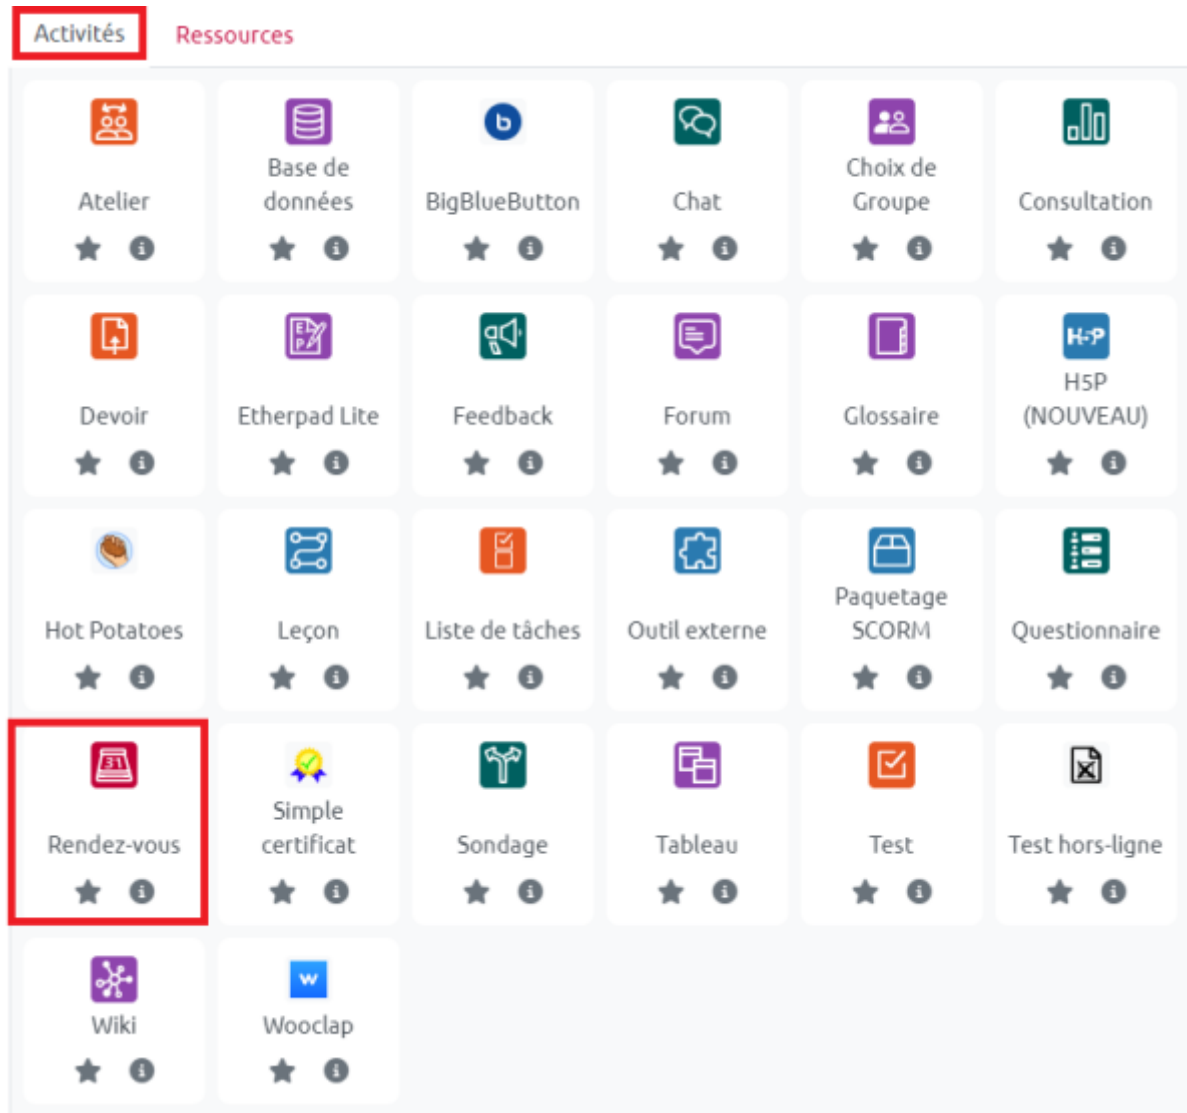 Activités
Ressources
Atelier
Base de
données
BigBlueButton
Chat
Choix de
Groupe
Consultation
Devoir
Etherpad Lite
Feedback
Forum
Glossaire
H5P
H5P
(NOUVEAU)
Hot Potatoes
Leçon
Liste de tâches
Outil externe
Paquetage
SCORM
Questionnaire
31
Rendez-vous
Simple
certificat
Sondage
Tableau
Test
Test hors-ligne
Wiki
w
Wooclap